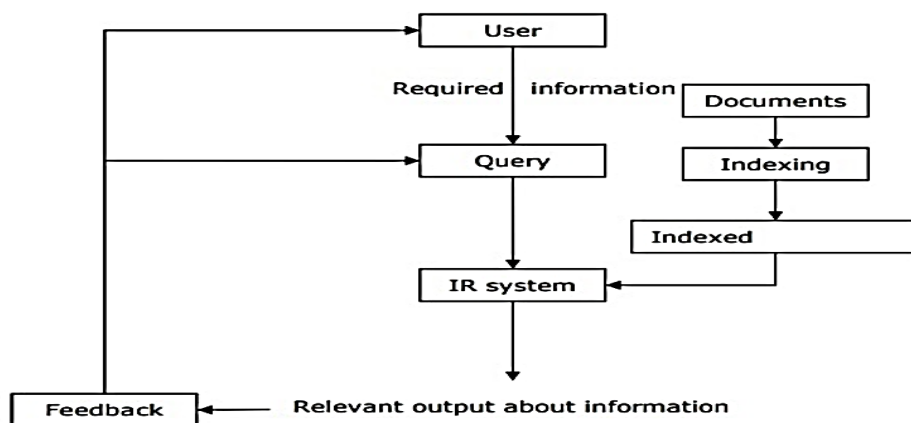 User
Required information
Documents
Query
Indexing
Indexed
IR system
Relevant output about information
Feedback